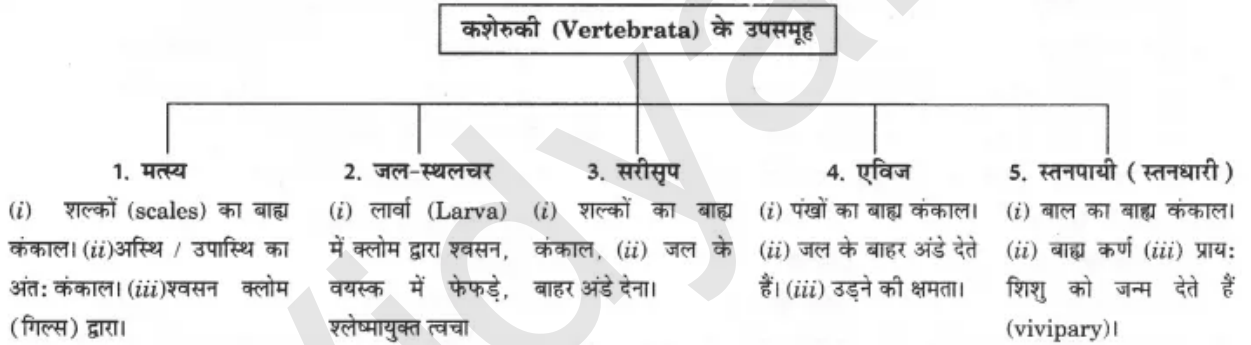 कशेरुकी (Vertebrata) के उपसमूह
1. मत्स्य
(i) शल्कों (scales) का बाह्य
कंकाल। (ii)अस्थि / उपास्थि का
अंत: कंकाल। (iii)श्वसन क्लोम
(गिल्स) द्वारा।
2. जल-स्थलचर
(i) लार्वा (Larva)
में क्लोम द्वारा श्वसन,
वयस्क में फेफड़े,
श्लेष्मायुक्त त्वचा
3. सरीसृप
(i) शल्कों का बाह्य
कंकाल, (ii) जल के
बाहर अंडे देना।
4. एविज
(i) पंखों का बाह्य कंकाल।
(ii) जल के बाहर अंडे देते
हैं। (iii) उड़ने की क्षमता।
5. स्तनपायी ( स्तनधारी )
(i) बाल का बाह्य कंकाल।
(ii) बाह्य कर्ण (iii) प्राय:
शिशु को जन्म देते हैं
(vivipary)।